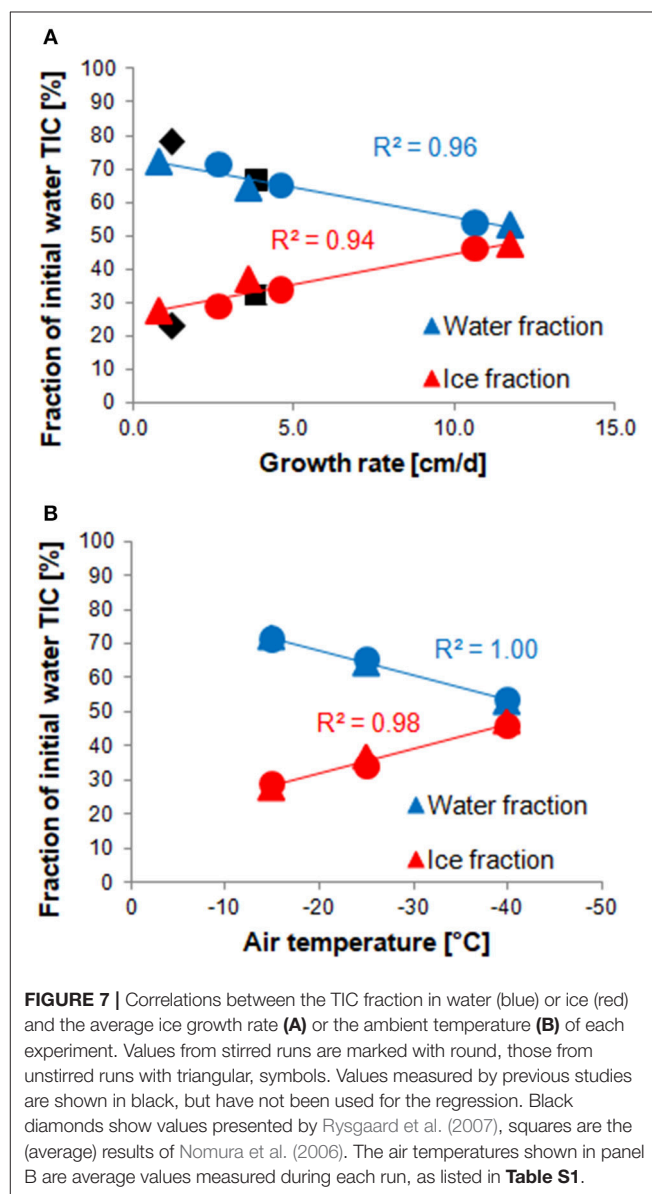 A
Fraction of initial water TIC [%]
100
90
80
70
60
50
40
30
20
10
0
R² = 0.96
R² = 0.94
Water fraction
Ice fraction
0.0 5.0 10.0 15.0
Growth rate [cm/d]
B
Fraction of initial water TIC [%]
100
90
80
70
60
50
40
30
20
10
0
R² = 1.00
R² = 0.98
Water fraction
Ice fraction
0 -10 -20 -30 -40 -50
Air temperature [°C]
FIGURE 7 | Correlations between the TIC fraction in water (blue) or ice (red)
and the average ice growth rate (A) or the ambient temperature (B) of each
experiment. Values from stirred runs are marked with round, those from
unstirred runs with triangular, symbols. Values measured by previous studies
are shown in black, but have not been used for the regression. Black
diamonds show values presented by Rysgaard et al. (2007), squares are the
(average) results of Nomura et al. (2006). The air temperatures shown in panel
B are average values measured during each run, as listed in Table S1.